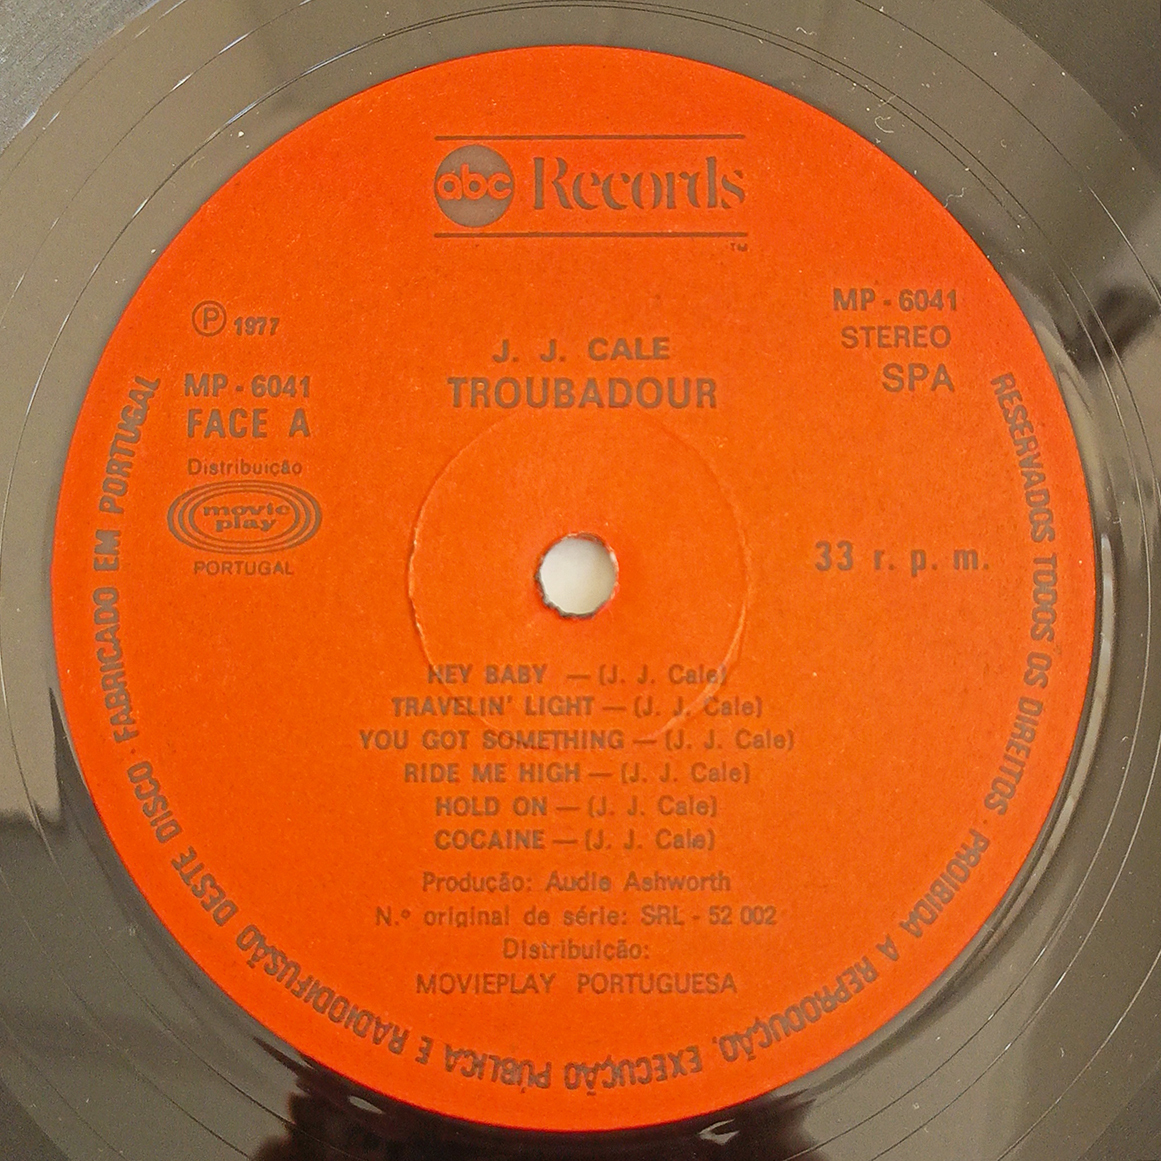 abc Records
TM
Ⓟ 1977
MP - 6041
FACE A
Distribuição
movie
play
PORTUGAL
J. J. CALE
TROUBADOUR
MP - 6041
STEREO
SPA
33 r. p. m.
HEY BABY — (J. J. Cale)
TRAVELIN' LIGHT — (J. J. Cale)
YOU GOT SOMETHING — (J. J. Cale)
RIDE ME HIGH — (J. J. Cale)
HOLD ON — (J. J. Cale)
COCAINE — (J. J. Cale)
Produção: Audie Ashworth
N.º original de série: SRL - 52 002
Distribuição:
MOVIEPLAY PORTUGUESA
RESERVADOS TODOS OS DIREITOS . PROIBIDA A REPRODUÇÃO, EXECUÇÃO PÚBLICA E RADIODIFUSÃO DESTE DISCO · FABRICADO EM PORTUGAL